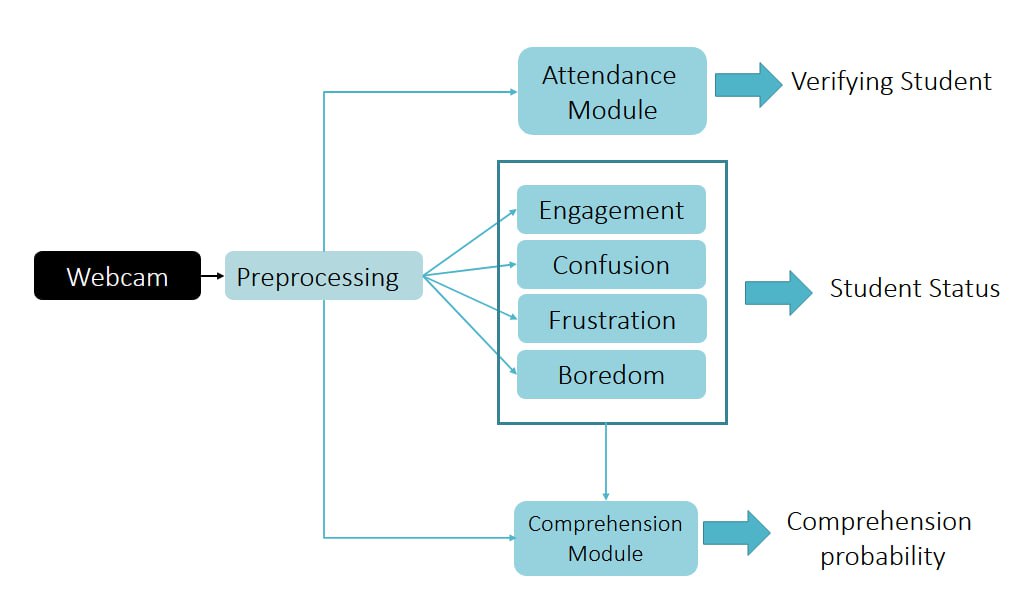 Attendance
Module
Verifying Student
Engagement
Confusion
Frustration
Boredom
Student Status
Webcam
Preprocessing
Comprehension
Module
Comprehension
probability